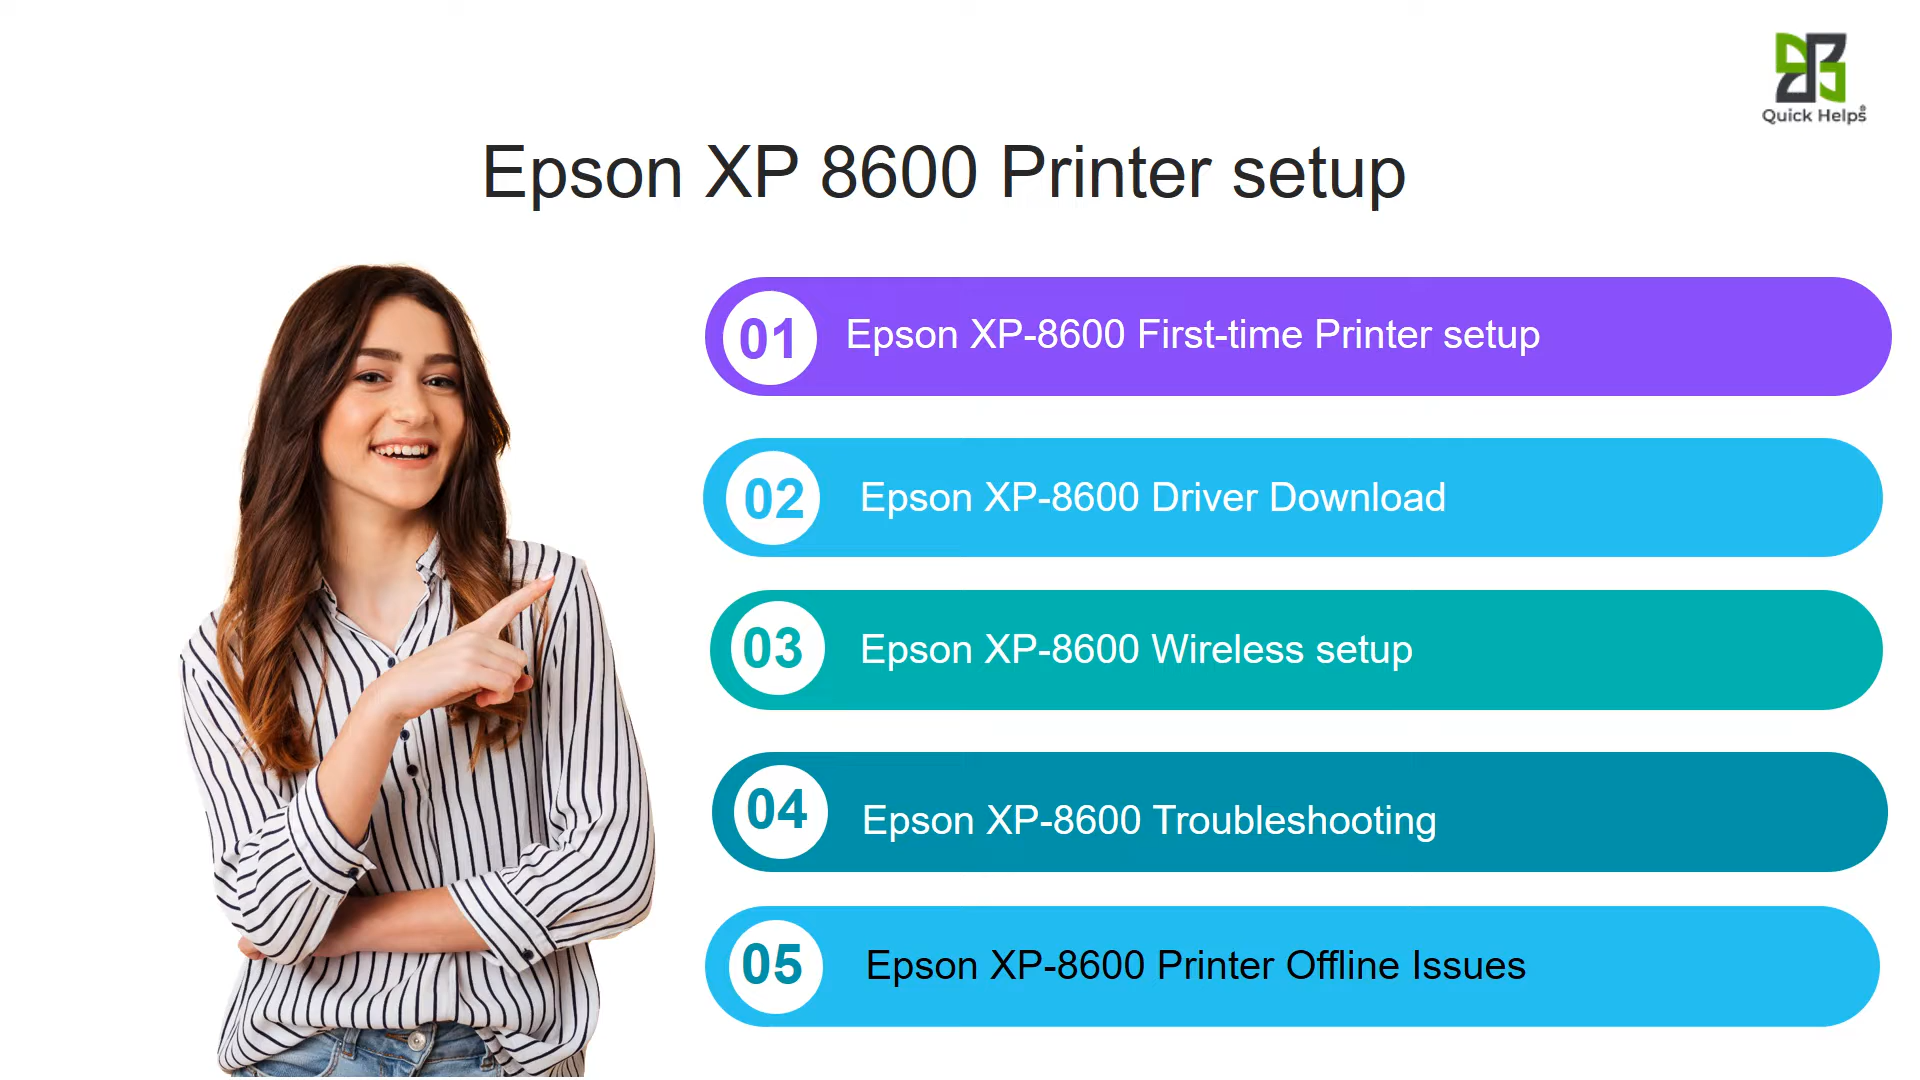 Quick Helps
Epson XP 8600 Printer setup
01 Epson XP-8600 First-time Printer setup
02 Epson XP-8600 Driver Download
03 Epson XP-8600 Wireless setup
04 Epson XP-8600 Troubleshooting
05 Epson XP-8600 Printer Offline Issues